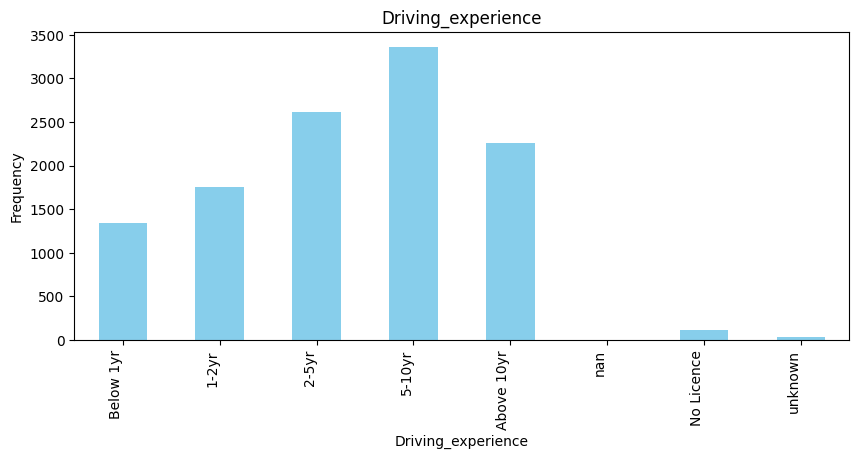 Driving_experience
3500
3000
2500
2000
1500
1000
500
0
Frequency
Below 1yr
1-2yr
2-5yr
5-10yr
Above 10yr
nan
No Licence
unknown
Driving_experience